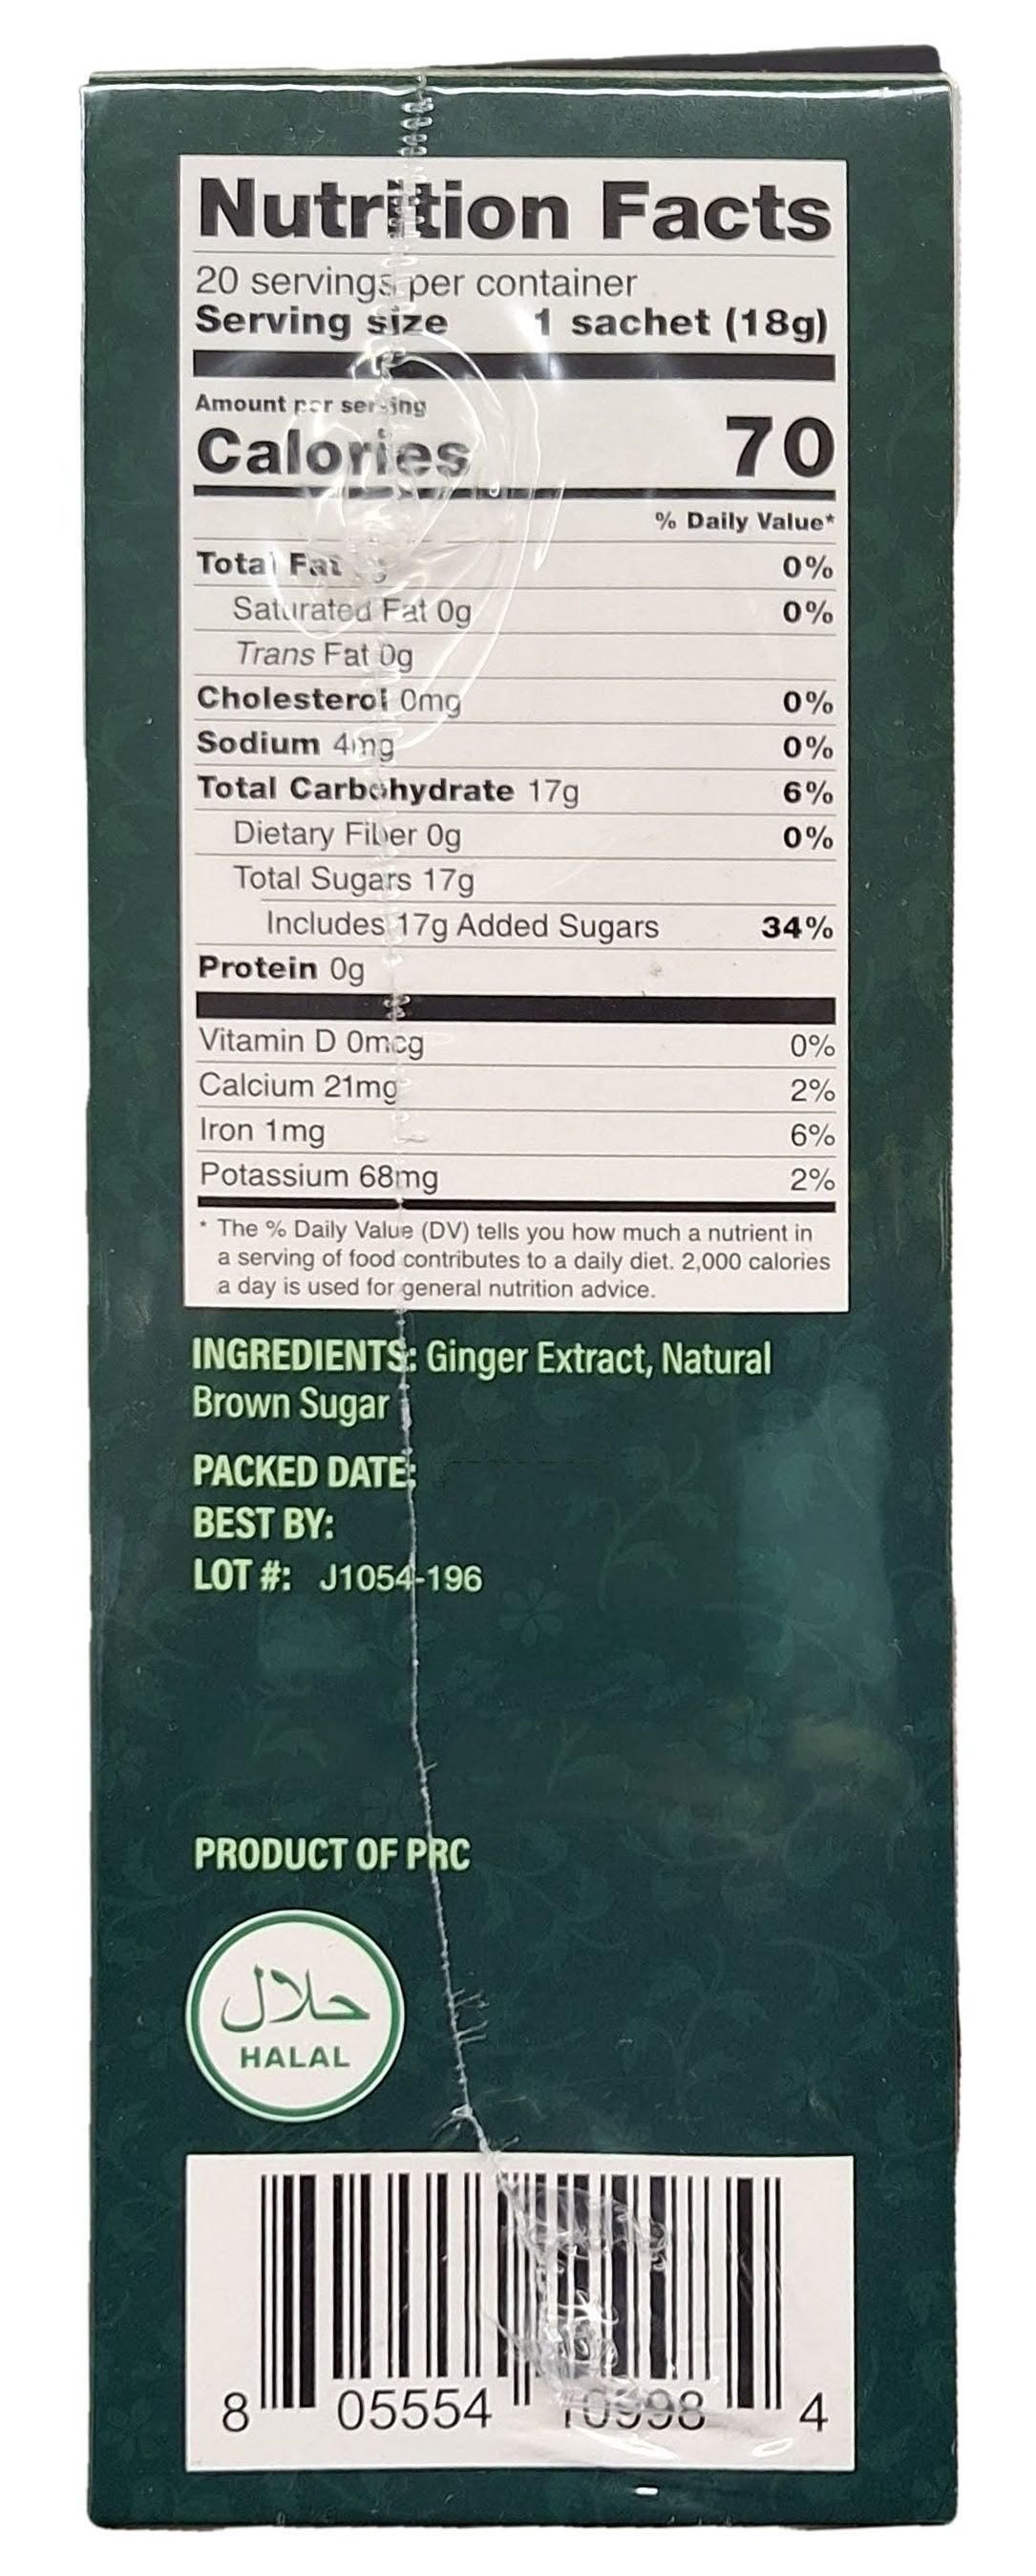 Nutrition Facts
20 servings per container
Serving size 1 sachet (18g)
Amount per serving
Calories 70
% Daily Value*
Total Fat 0%
Saturated Fat 0g 0%
Trans Fat 0g
Cholesterol 0mg 0%
Sodium 4mg 0%
Total Carbohydrate 17g 6%
Dietary Fiber 0g 0%
Total Sugars 17g
Includes 17g Added Sugars 34%
Protein 0g
Vitamin D 0mcg 0%
Calcium 21mg 2%
Iron 1mg 6%
Potassium 68mg 2%
* The % Daily Value (DV) tells you how much a nutrient in
a serving of food contributes to a daily diet. 2,000 calories
a day is used for general nutrition advice.
INGREDIENTS: Ginger Extract, Natural
Brown Sugar
PACKED DATE:
BEST BY:
LOT #: J1054-196
PRODUCT OF PRC
حلال
HALAL
8 05554 10998 4